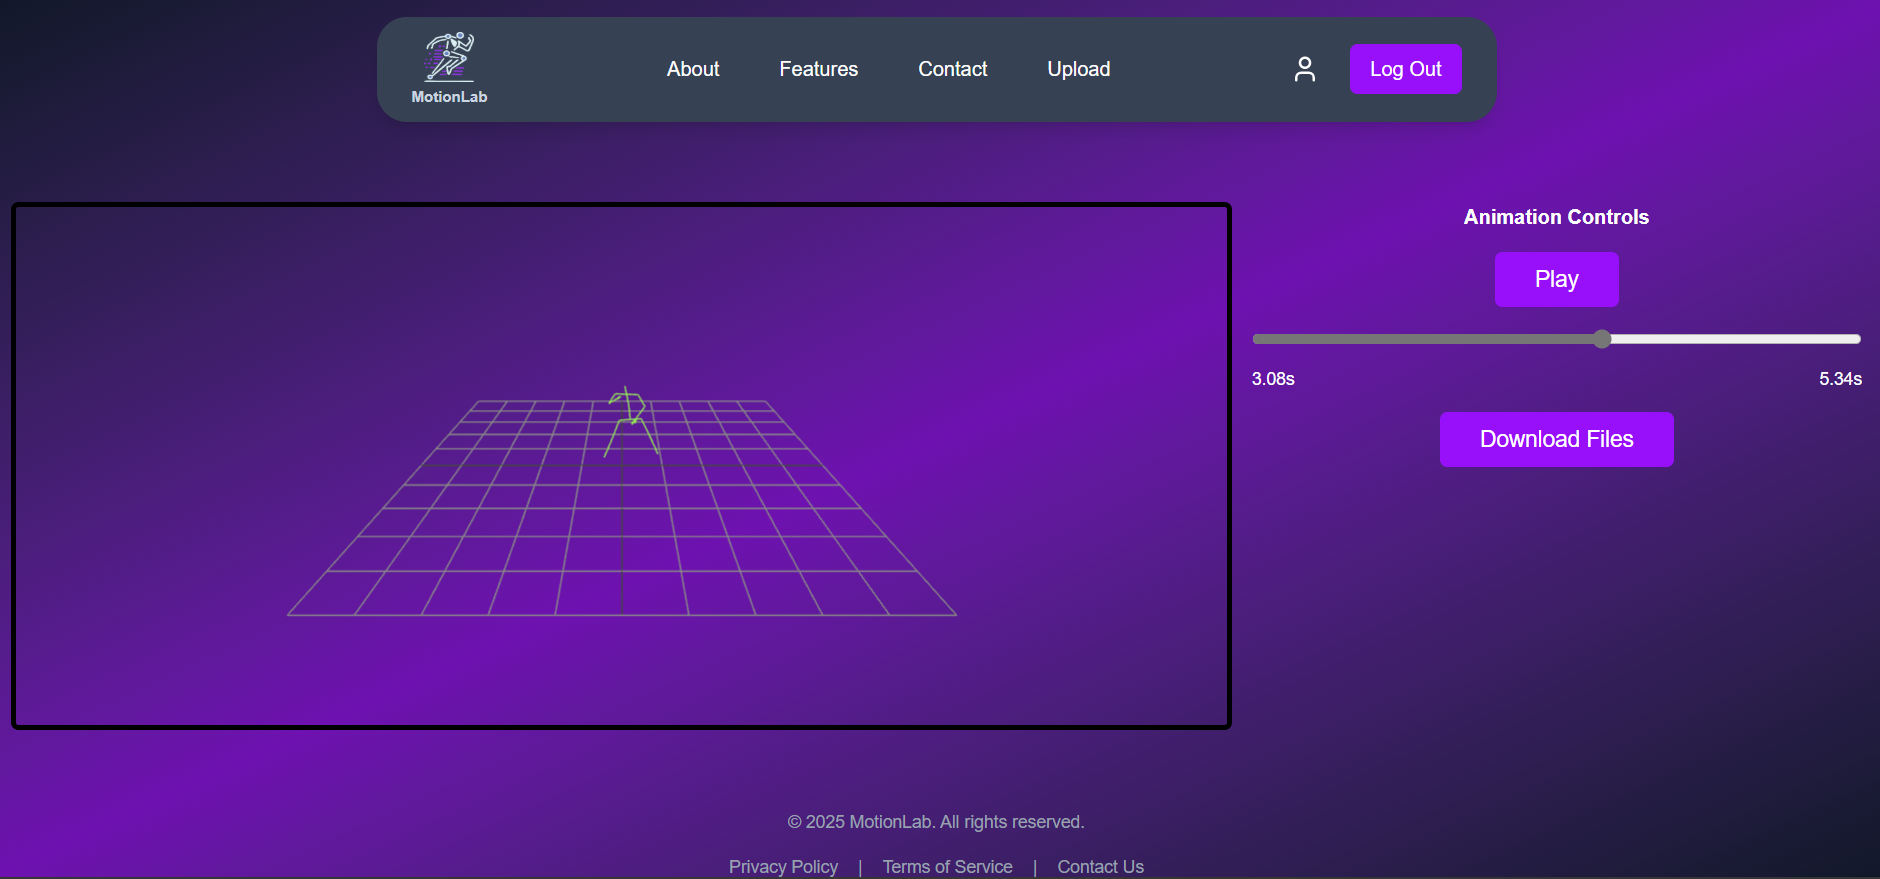 MotionLab
About Features Contact Upload Log Out
Animation Controls
Play
3.08s 5.34s
Download Files
© 2025 MotionLab. All rights reserved.
Privacy Policy | Terms of Service | Contact Us